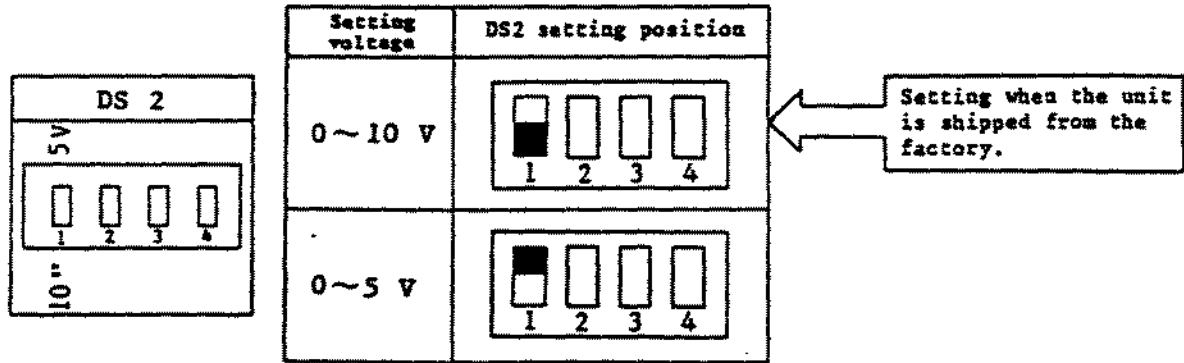 DS 2
5V
1 2 3 4
10"
Setting
voltage
DS2 setting position
0～10 V
1 2 3 4
0～5 V
1 2 3 4
Setting when the unit
is shipped from the
factory.